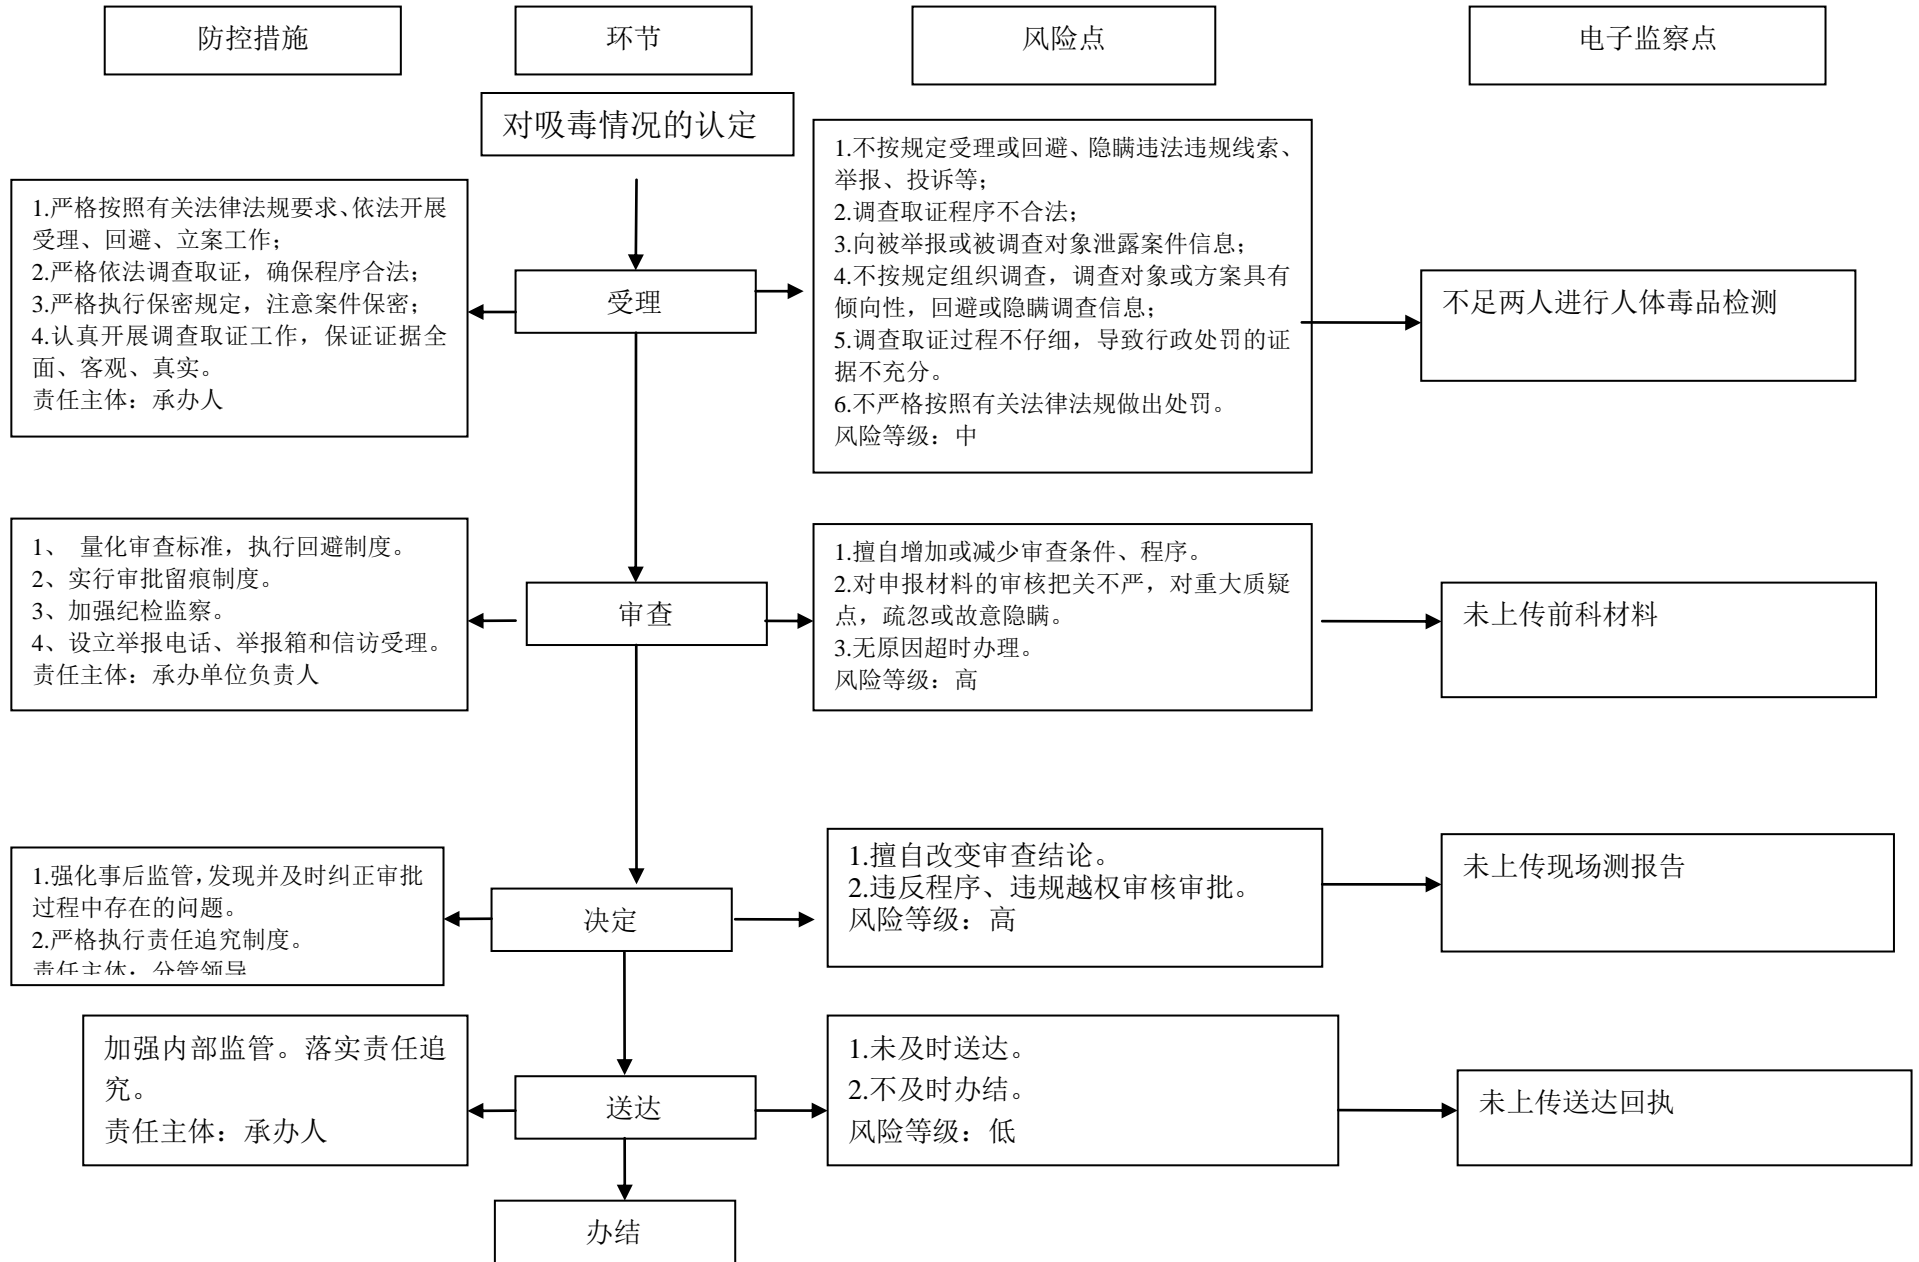 防控措施
环节
风险点
电子监察点
对吸毒情况的认定
1.严格按照有关法律法规要求、依法开展
受理、回避、立案工作；
2.严格依法调查取证，确保程序合法；
3.严格执行保密规定，注意案件保密；
4.认真开展调查取证工作，保证证据全
面、客观、真实。
责任主体：承办人
受理
1.不按规定受理或回避、隐瞒违法违规线索、
举报、投诉等；
2.调查取证程序不合法；
3.向被举报或被调查对象泄露案件信息；
4.不按规定组织调查，调查对象或方案具有
倾向性，回避或隐瞒调查信息；
5.调查取证过程不仔细，导致行政处罚的证
据不充分。
6.不严格按照有关法律法规做出处罚。
风险等级：中
不足两人进行人体毒品检测
1、 量化审查标准，执行回避制度。
2、实行审批留痕制度。
3、加强纪检监察。
4、设立举报电话、举报箱和信访受理。
责任主体：承办单位负责人
审查
1.擅自增加或减少审查条件、程序。
2.对申报材料的审核把关不严，对重大质疑
点，疏忽或故意隐瞒。
3.无原因超时办理。
风险等级：高
未上传前科材料
1.强化事后监管，发现并及时纠正审批
过程中存在的问题。
2.严格执行责任追究制度。
责任主体：分管领导
决定
1.擅自改变审查结论。
2.违反程序、违规越权审核审批。
风险等级：高
未上传现场测报告
加强内部监管。落实责任追
究。
责任主体：承办人
送达
1.未及时送达。
2.不及时办结。
风险等级：低
未上传送达回执
办结